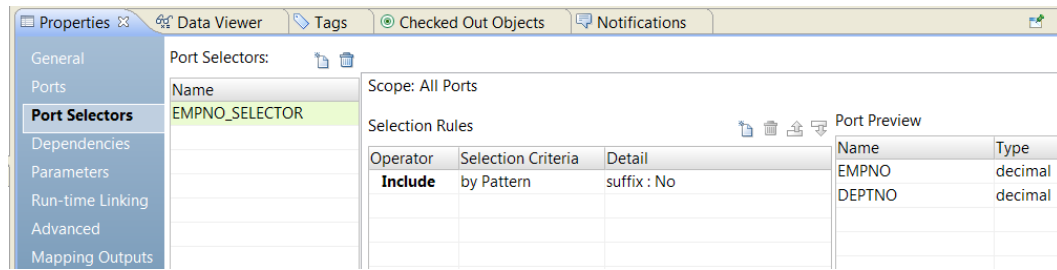 Properties Data Viewer Tags Checked Out Objects Notifications
General
Ports
Port Selectors
Dependencies
Parameters
Run-time Linking
Advanced
Mapping Outputs
Port Selectors:
Name
EMPNO_SELECTOR
Scope: All Ports
Selection Rules
Operator Selection Criteria Detail
Include by Pattern suffix : No
Port Preview
Name Type
EMPNO decimal
DEPTNO decimal